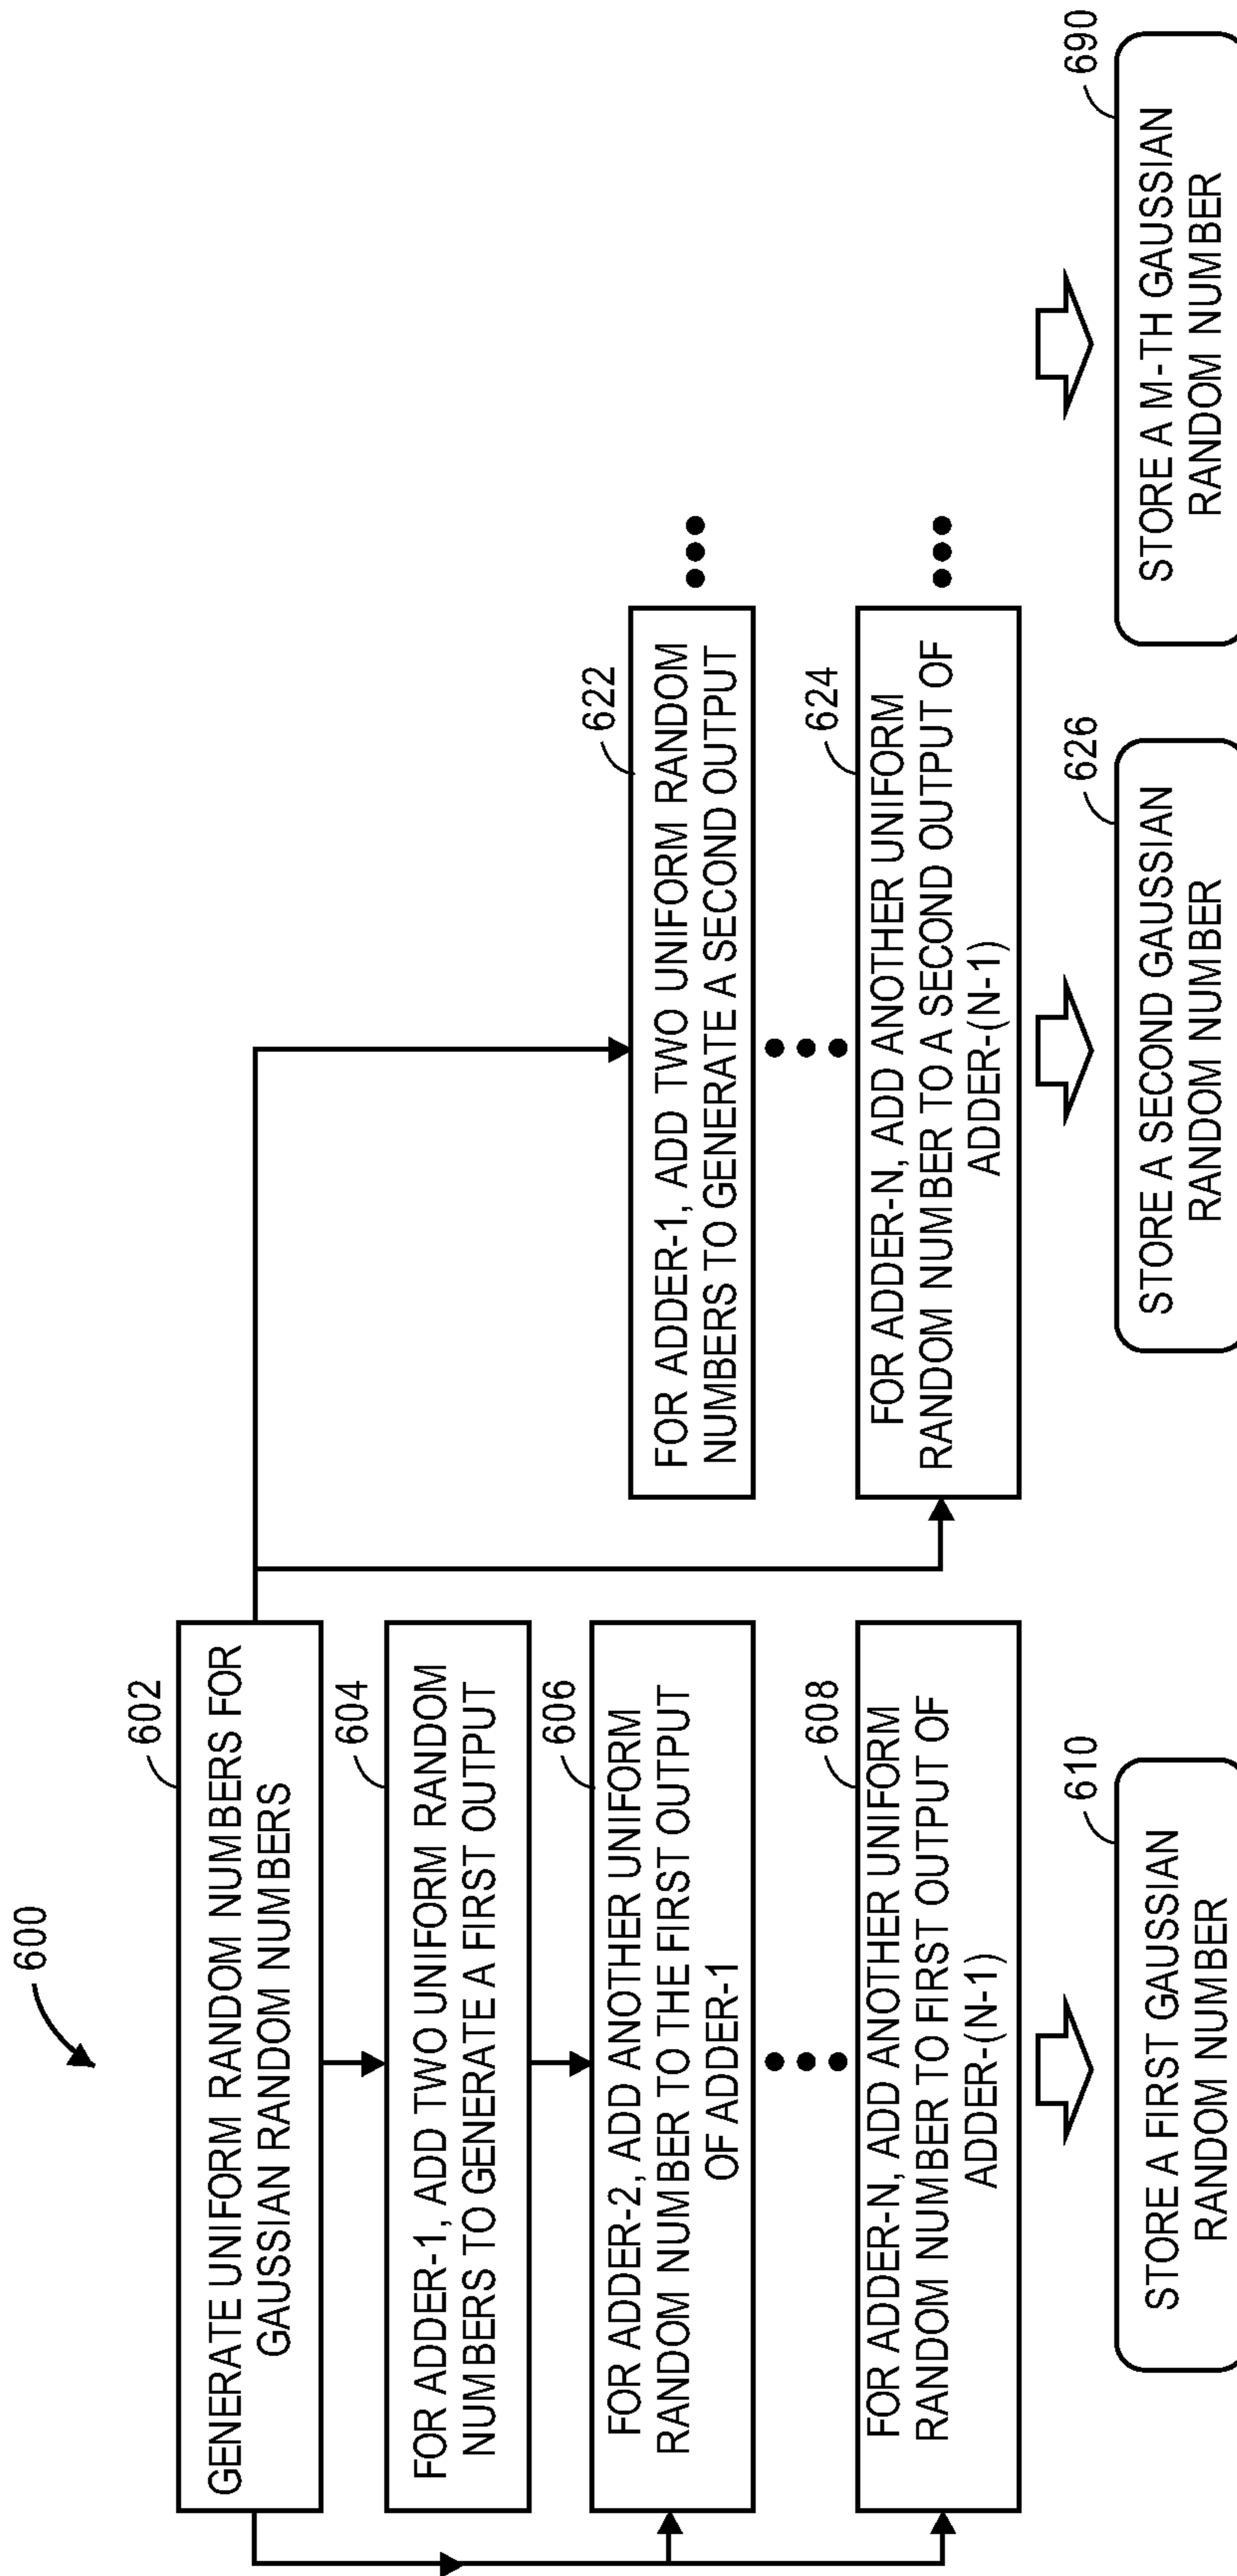 600
602
GENERATE UNIFORM RANDOM NUMBERS FOR
GAUSSIAN RANDOM NUMBERS
604
FOR ADDER-1, ADD TWO UNIFORM RANDOM
NUMBERS TO GENERATE A FIRST OUTPUT
606
FOR ADDER-2, ADD ANOTHER UNIFORM
RANDOM NUMBER TO THE FIRST OUTPUT
OF ADDER-1
608
FOR ADDER-N, ADD ANOTHER UNIFORM
RANDOM NUMBER TO FIRST OUTPUT OF
ADDER-(N-1)
610
STORE A FIRST GAUSSIAN
RANDOM NUMBER
622
FOR ADDER-1, ADD TWO UNIFORM RANDOM
NUMBERS TO GENERATE A SECOND OUTPUT
624
FOR ADDER-N, ADD ANOTHER UNIFORM
RANDOM NUMBER TO A SECOND OUTPUT OF
ADDER-(N-1)
626
STORE A SECOND GAUSSIAN
RANDOM NUMBER
690
STORE A M-TH GAUSSIAN
RANDOM NUMBER